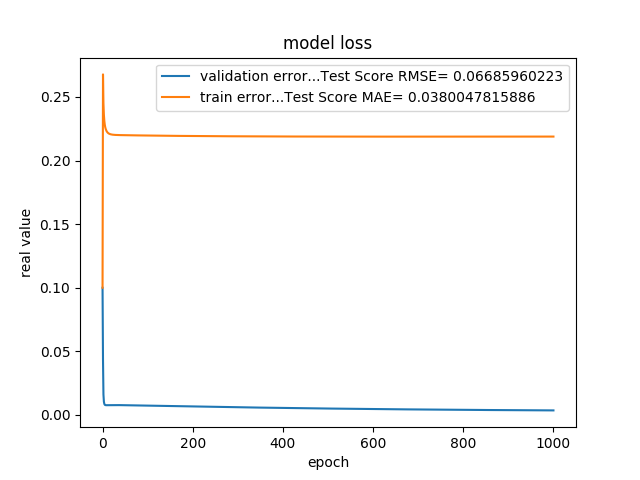 model loss
validation error...Test Score RMSE= 0.06685960223
train error...Test Score MAE= 0.0380047815886
real value
0.25
0.20
0.15
0.10
0.05
0.00
0 200 400 600 800 1000
epoch